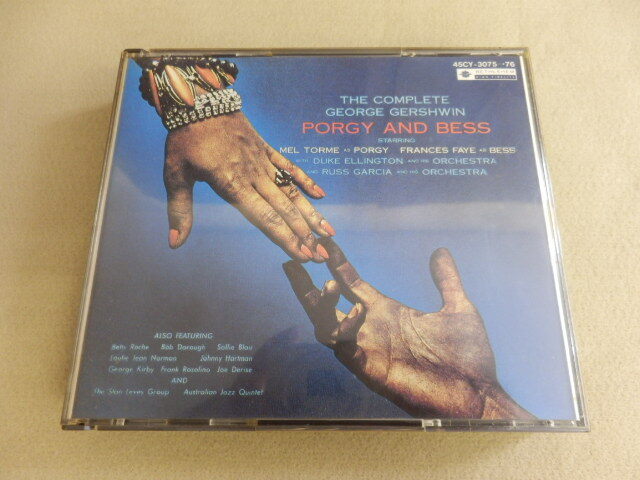 45CY-3075~76
BETHLEHEM
HIGH FIDELITY
THE COMPLETE
GEORGE GERSHWIN
PORGY AND BESS
STARRING
MEL TORME AS PORGY FRANCES FAYE AS BESS
WITH DUKE ELLINGTON AND HIS ORCHESTRA
AND RUSS GARCIA AND HIS ORCHESTRA
ALSO FEATURING
Betty Roche Bob Dorough Sallie Blair
Loulie Jean Norman Johnny Hartman
George Kirby Frank Rosolino Joe Derise
AND
The Stan Levey Group Australian Jazz Quintet